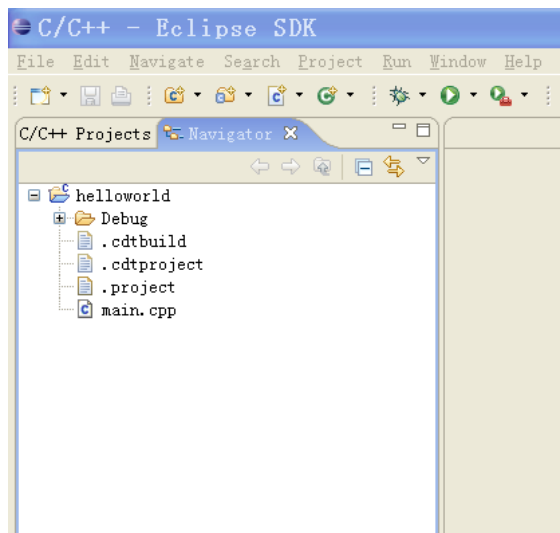 C/C++ - Eclipse SDK
File Edit Navigate Search Project Run Window Help
C/C++ Projects Navigator
helloworld
Debug
.cdtbuild
.cdtproject
.project
main.cpp